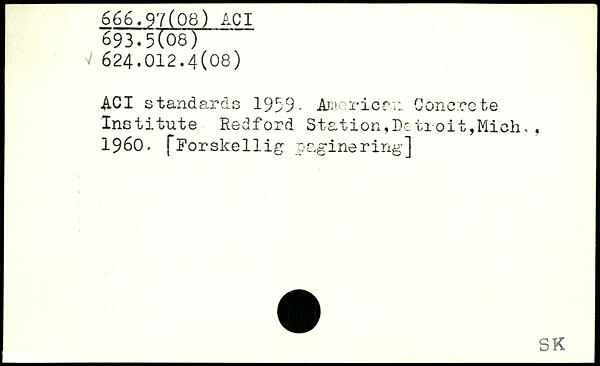 666.97(08) ACI
693.5(08)
√ 624.012.4(08)
ACI standards 1959. American Concrete
Institute Redford Station,Detroit,Mich.,
1960. [Forskellig paginering]
SK